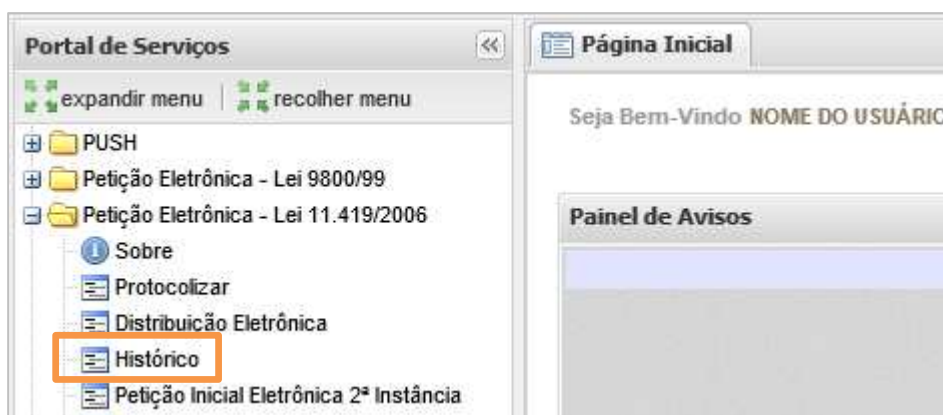 Portal de Serviços
expandir menu recolher menu
PUSH
Petição Eletrônica - Lei 9800/99
Petição Eletrônica - Lei 11.419/2006
Sobre
Protocolizar
Distribuição Eletrônica
Histórico
Petição Inicial Eletrônica 2ª Instância
Página Inicial
Seja Bem-Vindo NOME DO USUÁRIO
Painel de Avisos